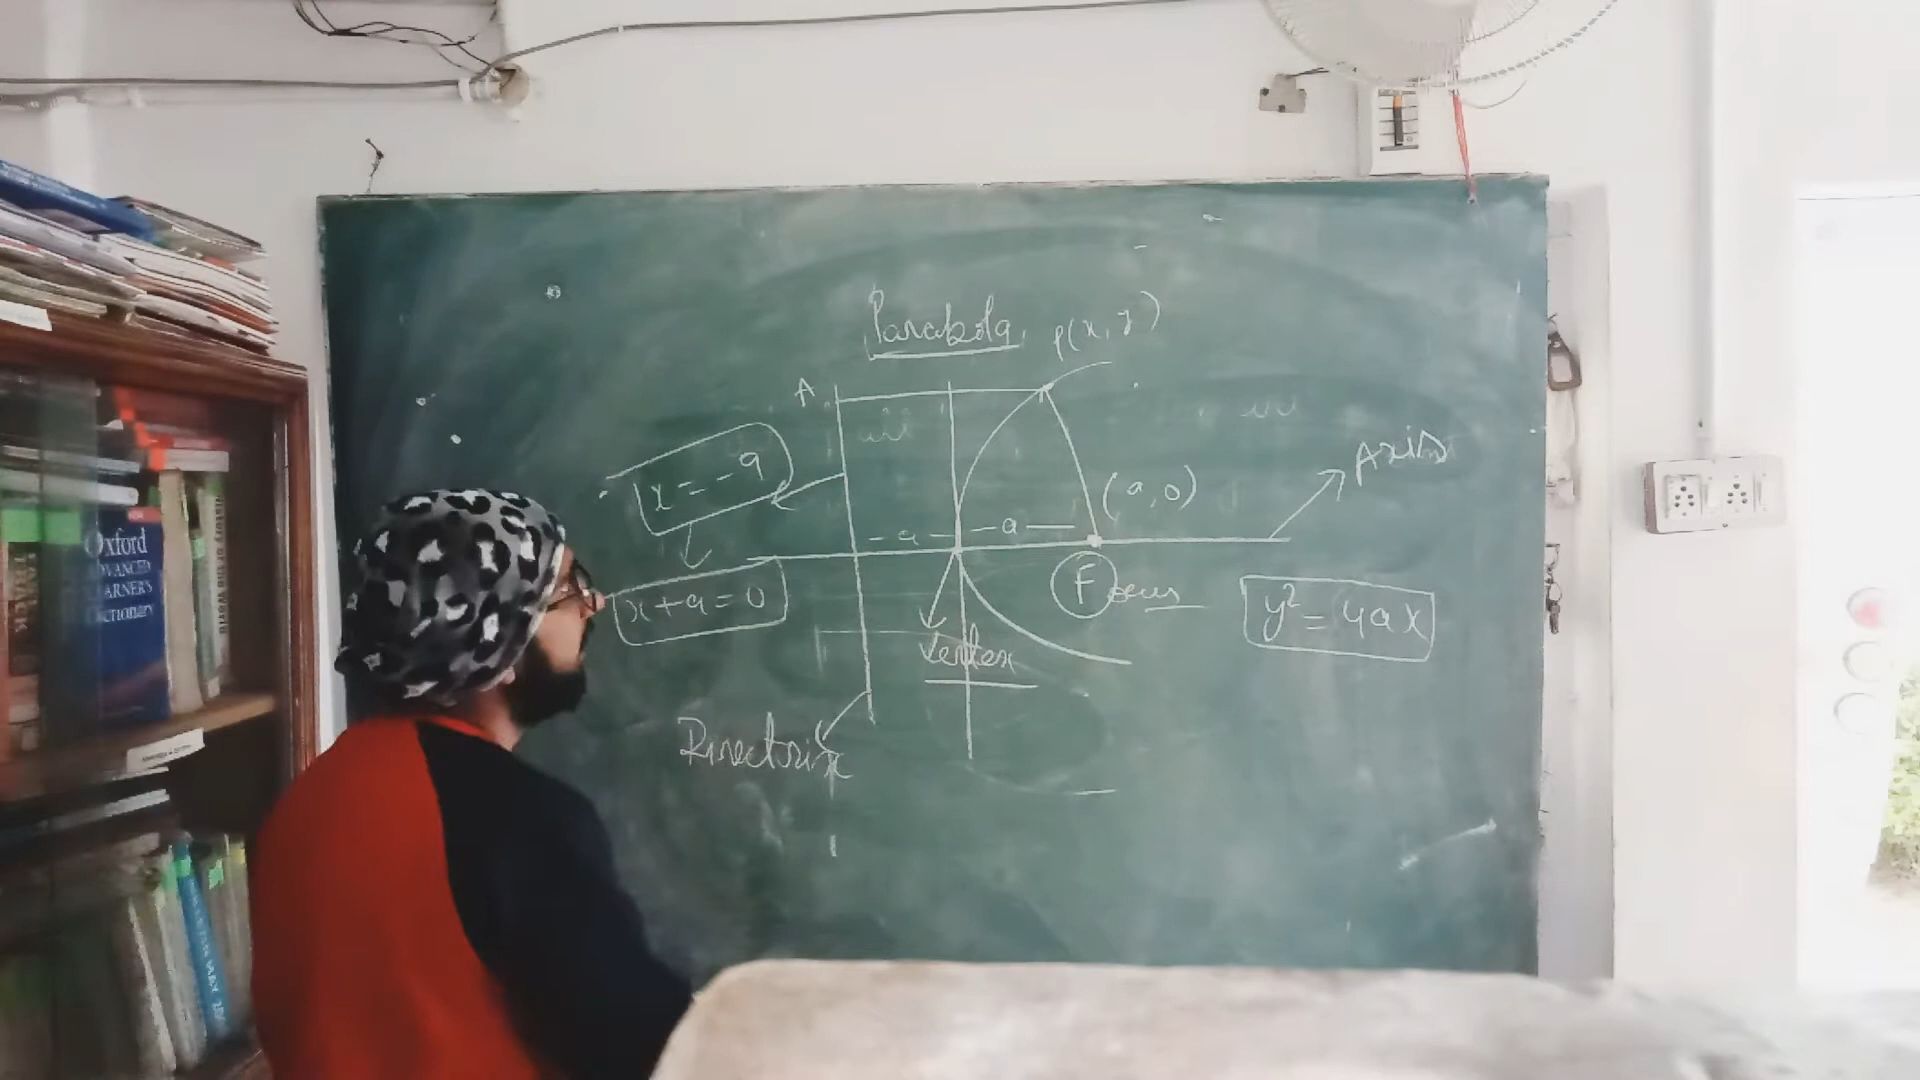 Parabola
P(x, y)
A
x = -a
(a, 0)
Axis
- a -
- a -
x + a = 0
Focus
y² = 4ax
Vertex
Directrix
Oxford
ADVANCED
LEARNER'S
Dictionary